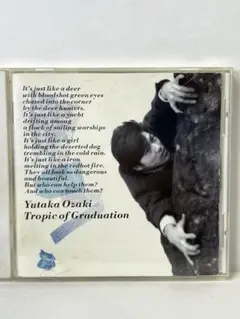 It's just like a deer
with bloodshot green eyes
chased into the corner
by the deer hunters.
It's just like a yacht
drifting among
a flock of sailing warships
in the city.
It's just like a girl
holding the deserted dog
trembling in the cold rain.
It's just like a iron
melting in the redhot fire.
They all look so dangerous
and beautiful.
But who can help them?
And who can touch them?
Yutaka Ozaki
Tropic of Graduation